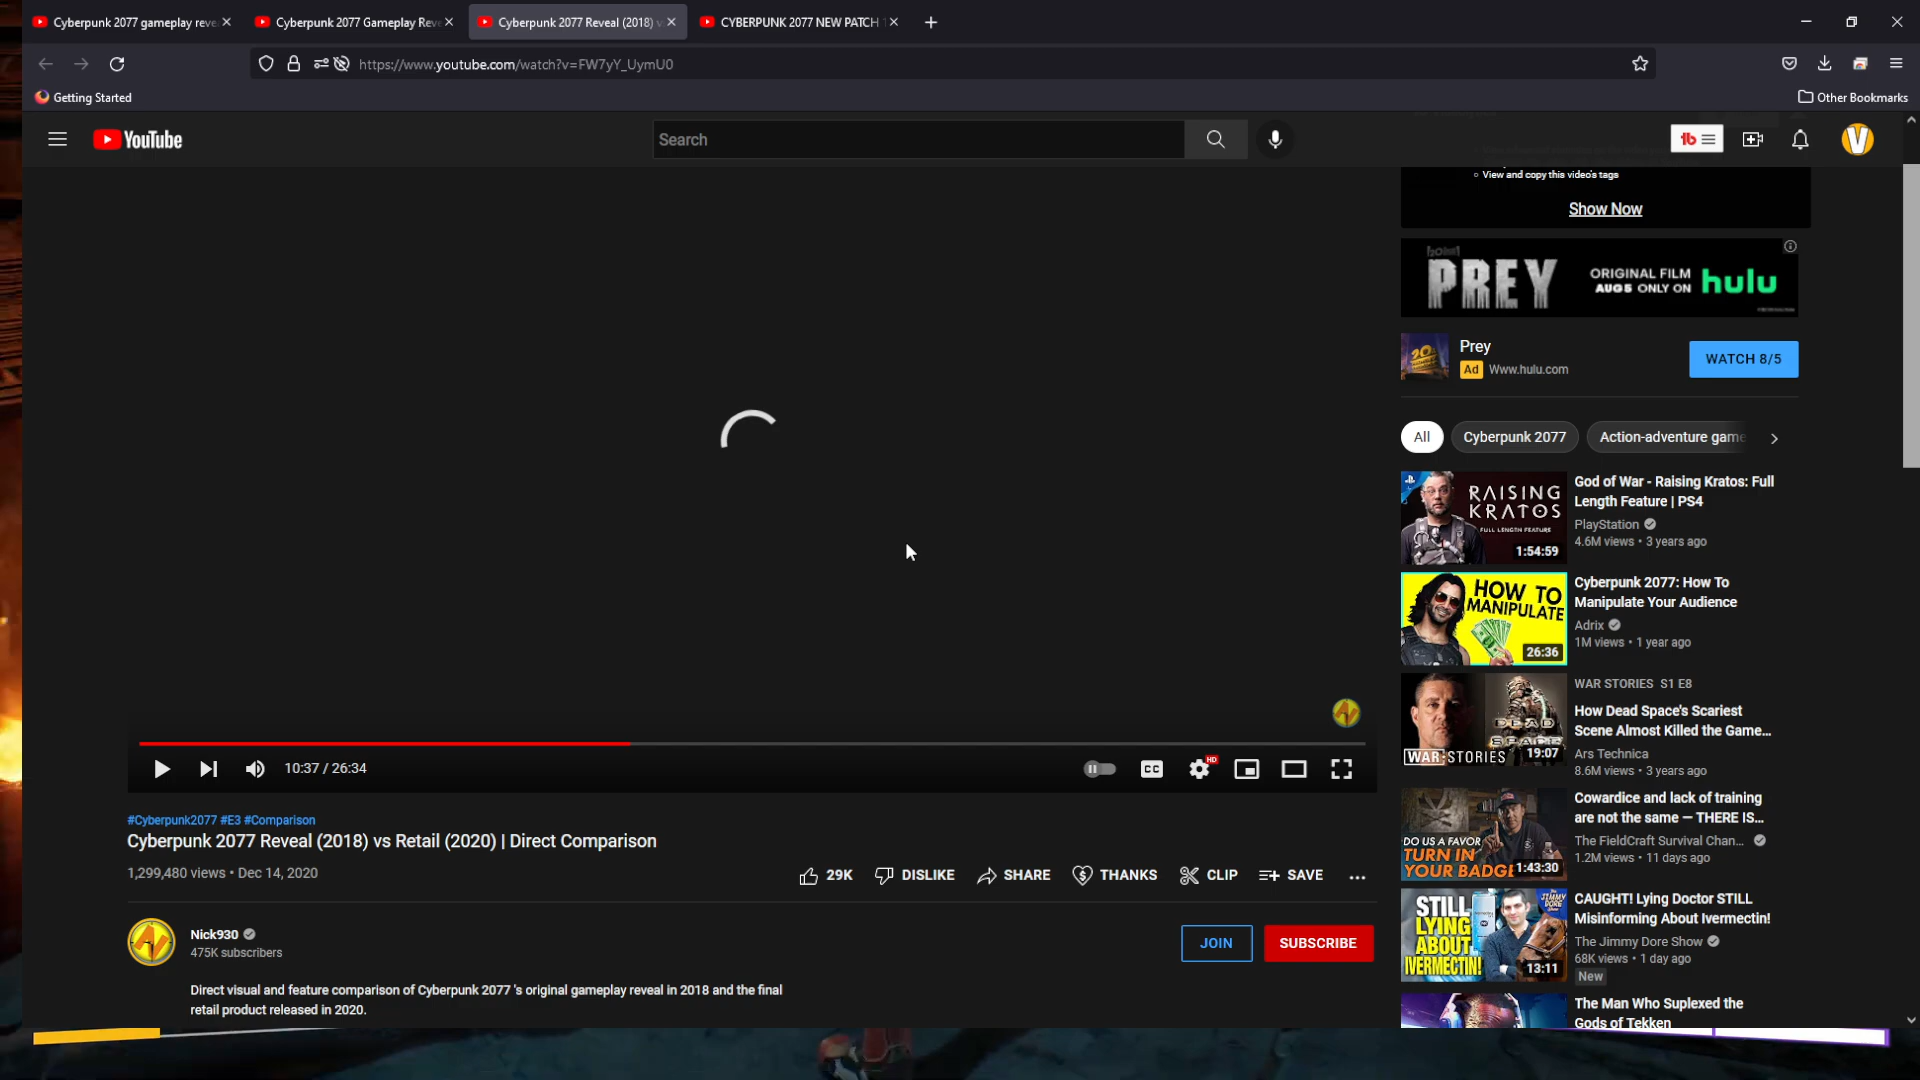 Cyberpunk 2077 gameplay reve
Cyberpunk 2077 Gameplay Reve
Cyberpunk 2077 Reveal (2018) v
CYBERPUNK 2077 NEW PATCH 1
https://www.youtube.com/watch?v=FW7yY_UymU0
Getting Started
Other Bookmarks
YouTube
Search
tb
V
View and copy this video's tags
Show Now
PREY
ORIGINAL FILM
AUG 5 ONLY ON
hulu
Prey
Ad Www.hulu.com
WATCH 8/5
All
Cyberpunk 2077
Action-adventure game
RAISING
KRATOS
FULL LENGTH FEATURE
1:54:59
God of War - Raising Kratos: Full
Length Feature | PS4
PlayStation
4.6M views • 3 years ago
HOW TO
MANIPULATE
26:36
Cyberpunk 2077: How To
Manipulate Your Audience
Adrix
1M views • 1 year ago
DEAD
SPACE
WAR STORIES
19:07
WAR STORIES S1 E8
How Dead Space's Scariest
Scene Almost Killed the Game...
Ars Technica
8.6M views • 3 years ago
DO US A FAVOR
TURN IN
YOUR BADGE
1:43:30
Cowardice and lack of training
are not the same — THERE IS...
The FieldCraft Survival Chan...
1.2M views • 11 days ago
STILL
LYING
ABOUT
IVERMECTIN!
JIMMY
DORE
13:11
CAUGHT! Lying Doctor STILL
Misinforming About Ivermectin!
The Jimmy Dore Show
68K views • 1 day ago
New
The Man Who Suplexed the
Gods of Tekken
10:37 / 26:34
CC
HD
#Cyberpunk2077 #E3 #Comparison
Cyberpunk 2077 Reveal (2018) vs Retail (2020) | Direct Comparison
1,299,480 views • Dec 14, 2020
29K
DISLIKE
SHARE
THANKS
CLIP
SAVE
Nick930
475K subscribers
JOIN
SUBSCRIBE
Direct visual and feature comparison of Cyberpunk 2077 's original gameplay reveal in 2018 and the final
retail product released in 2020.